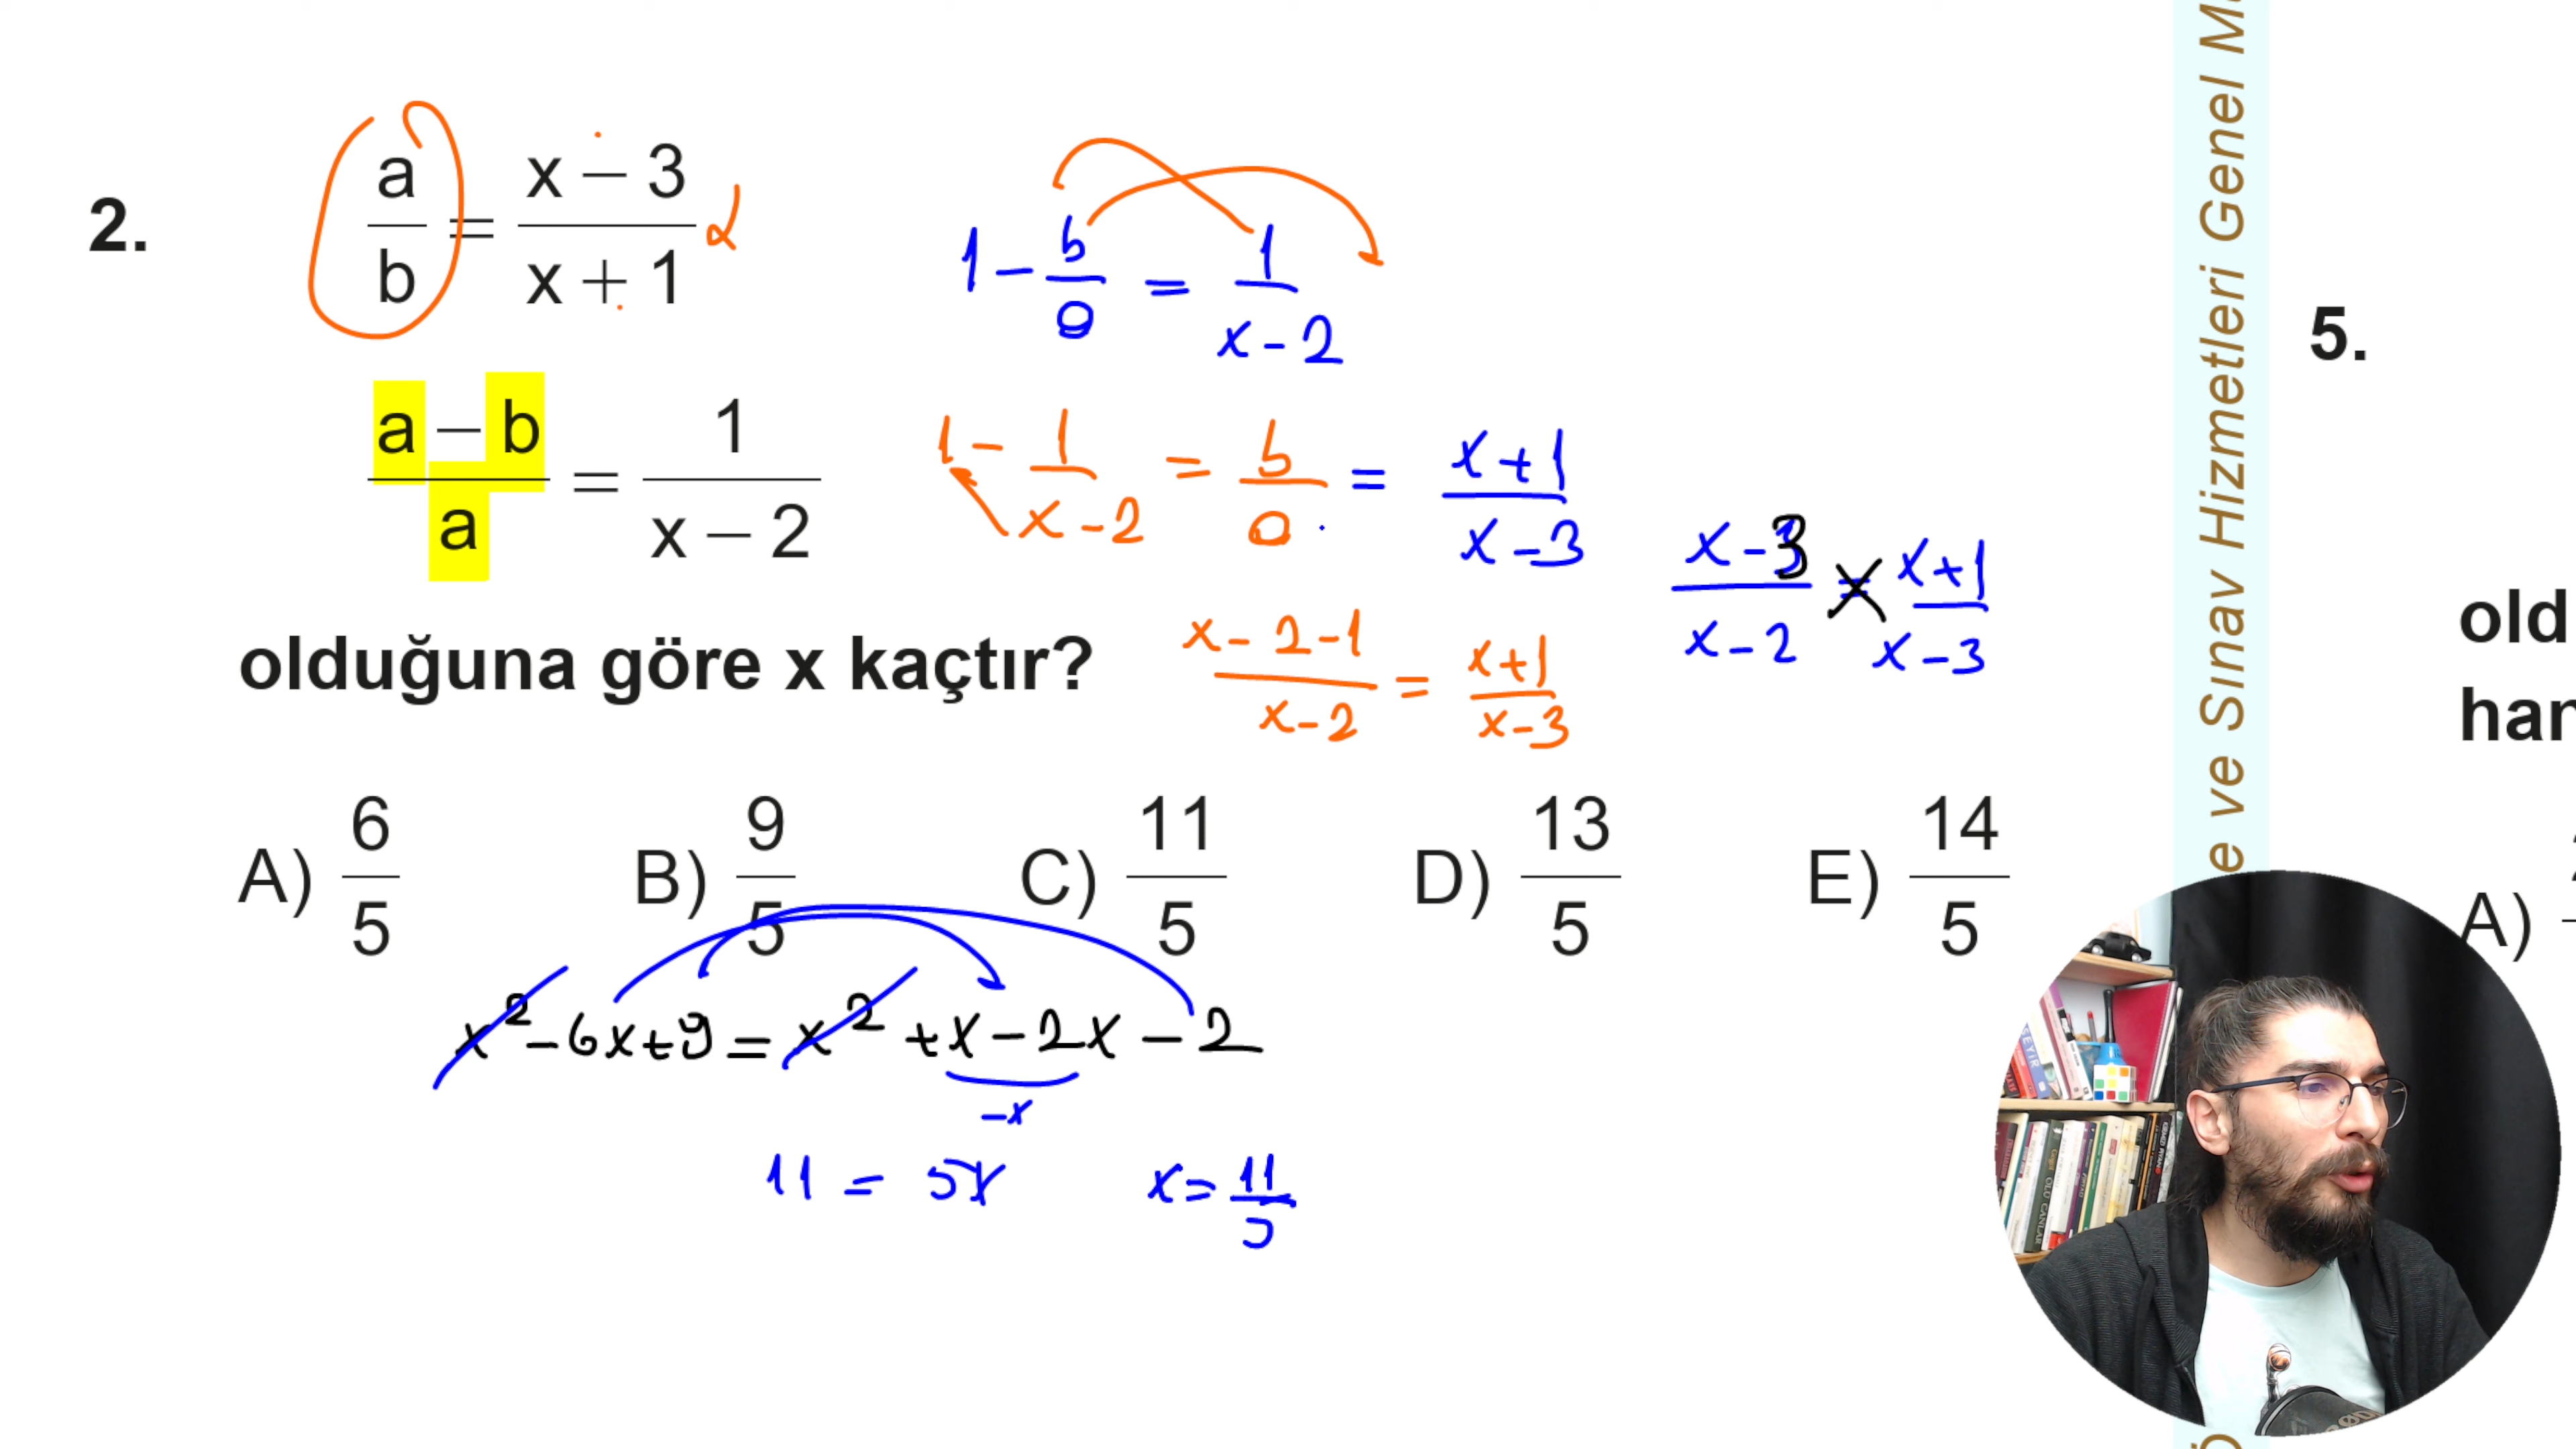 2. a/b = x – 3 / x + 1
a – b / a = 1 / x – 2
olduğuna göre x kaçtır?
A) 6/5 B) 9/5 C) 11/5 D) 13/5 E) 14/5
1 – b/a = 1 / x – 2
1 – 1 / x – 2 = b/a = x + 1 / x – 3
x – 2 – 1 / x – 2 = x + 1 / x – 3
x – 3 / x – 2 = x + 1 / x – 3
x² – 6x + 9 = x² + x – 2x – 2
–x
11 = 5x x = 11/5
ve Sınav Hizmetleri Genel
5.
A)